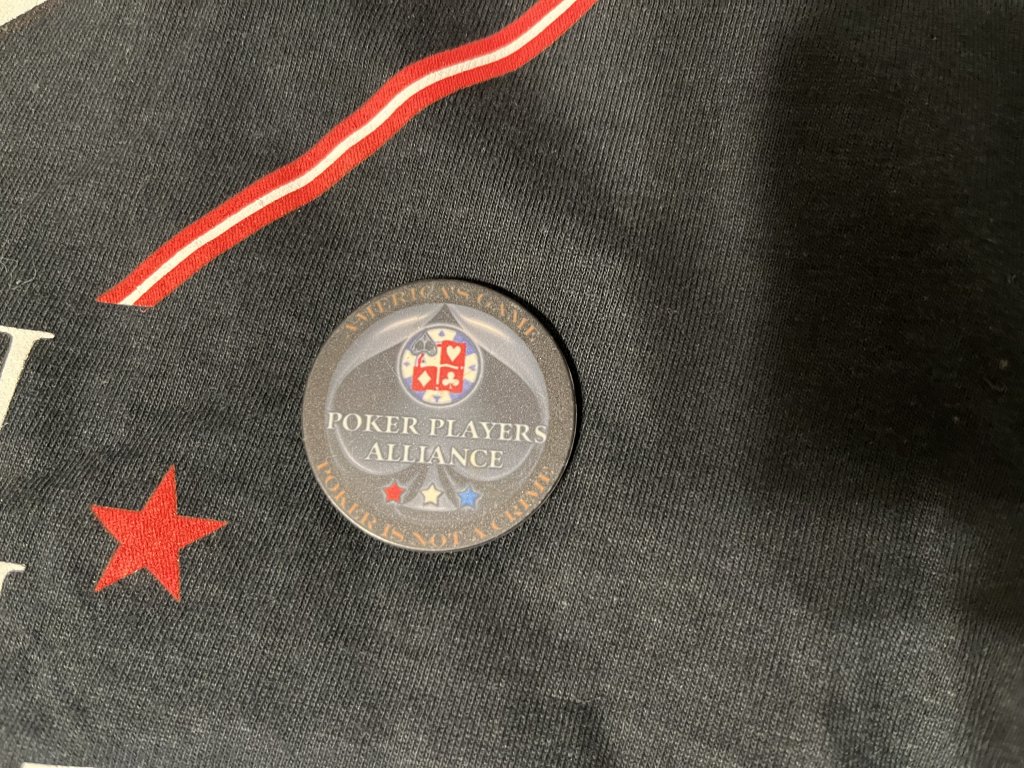 AMERICA'S GAME
POKER PLAYERS
ALLIANCE
POKER IS NOT A CRIME